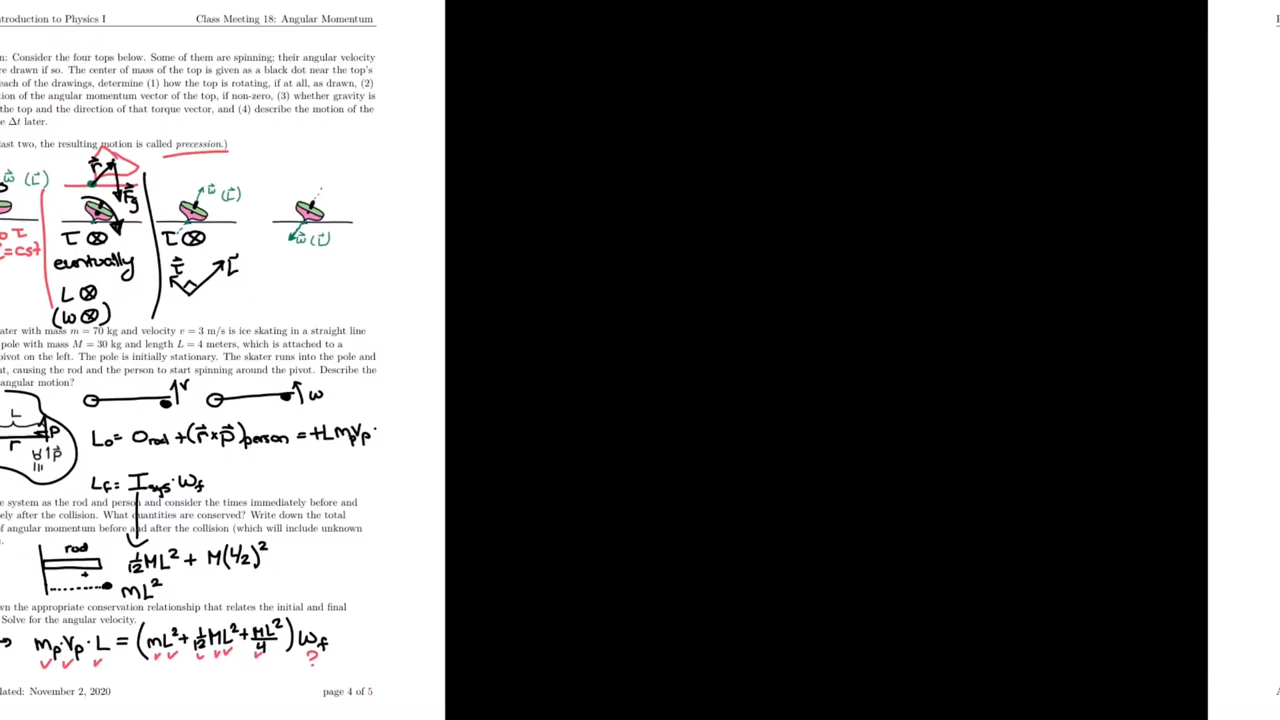 ntroduction to Physics I Class Meeting 18: Angular Momentum
n: Consider the four tops below. Some of them are spinning; their angular velocity
re drawn if so. The center of mass of the top is given as a black dot near the top's
each of the drawings, determine (1) how the top is rotating, if at all, as drawn, (2)
tion of the angular momentum vector of the top, if non-zero, (3) whether gravity is
the top and the direction of that torque vector, and (4) describe the motion of the
e Δt later.
last two, the resulting motion is called precession.)
ω⃗ (L⃗)
r⃗
F⃗g
ω⃗ (L⃗)
ω⃗ (L⃗)
o τ
= cst
τ ⊗
eventually
L ⊗
(ω ⊗)
τ ⊗
τ⃗ L⃗
ater with mass m = 70 kg and velocity v = 3 m/s is ice skating in a straight line
pole with mass M = 30 kg and length L = 4 meters, which is attached to a
pivot on the left. The pole is initially stationary. The skater runs into the pole and
nt, causing the rod and the person to start spinning around the pivot. Describe the
angular motion?
L
r
P
v
ω
L₀ = 0rod + (r⃗ × p⃗)person = +L mₚvₚ.
Lf = Isys · ωf
e system as the rod and person and consider the times immediately before and
ely after the collision. What quantities are conserved? Write down the total
f angular momentum before and after the collision (which will include unknown
).
rod
1/12 ML² + M(L/2)²
mL²
wn the appropriate conservation relationship that relates the initial and final
Solve for the angular velocity.
mₚ·vₚ·L = (mL² + 1/12 ML² + ML²/4) ωf
?
dated: November 2, 2020 page 4 of 5